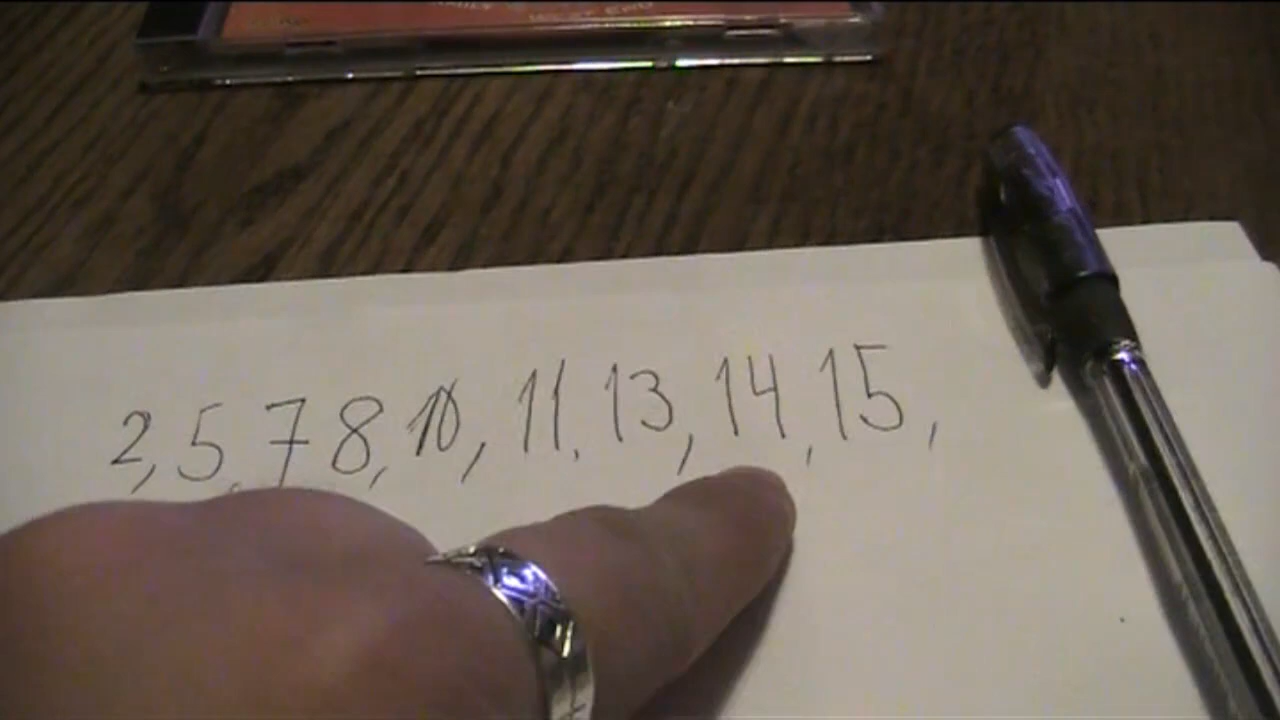 2, 5, 7 8, 10, 11, 13, 14, 15,